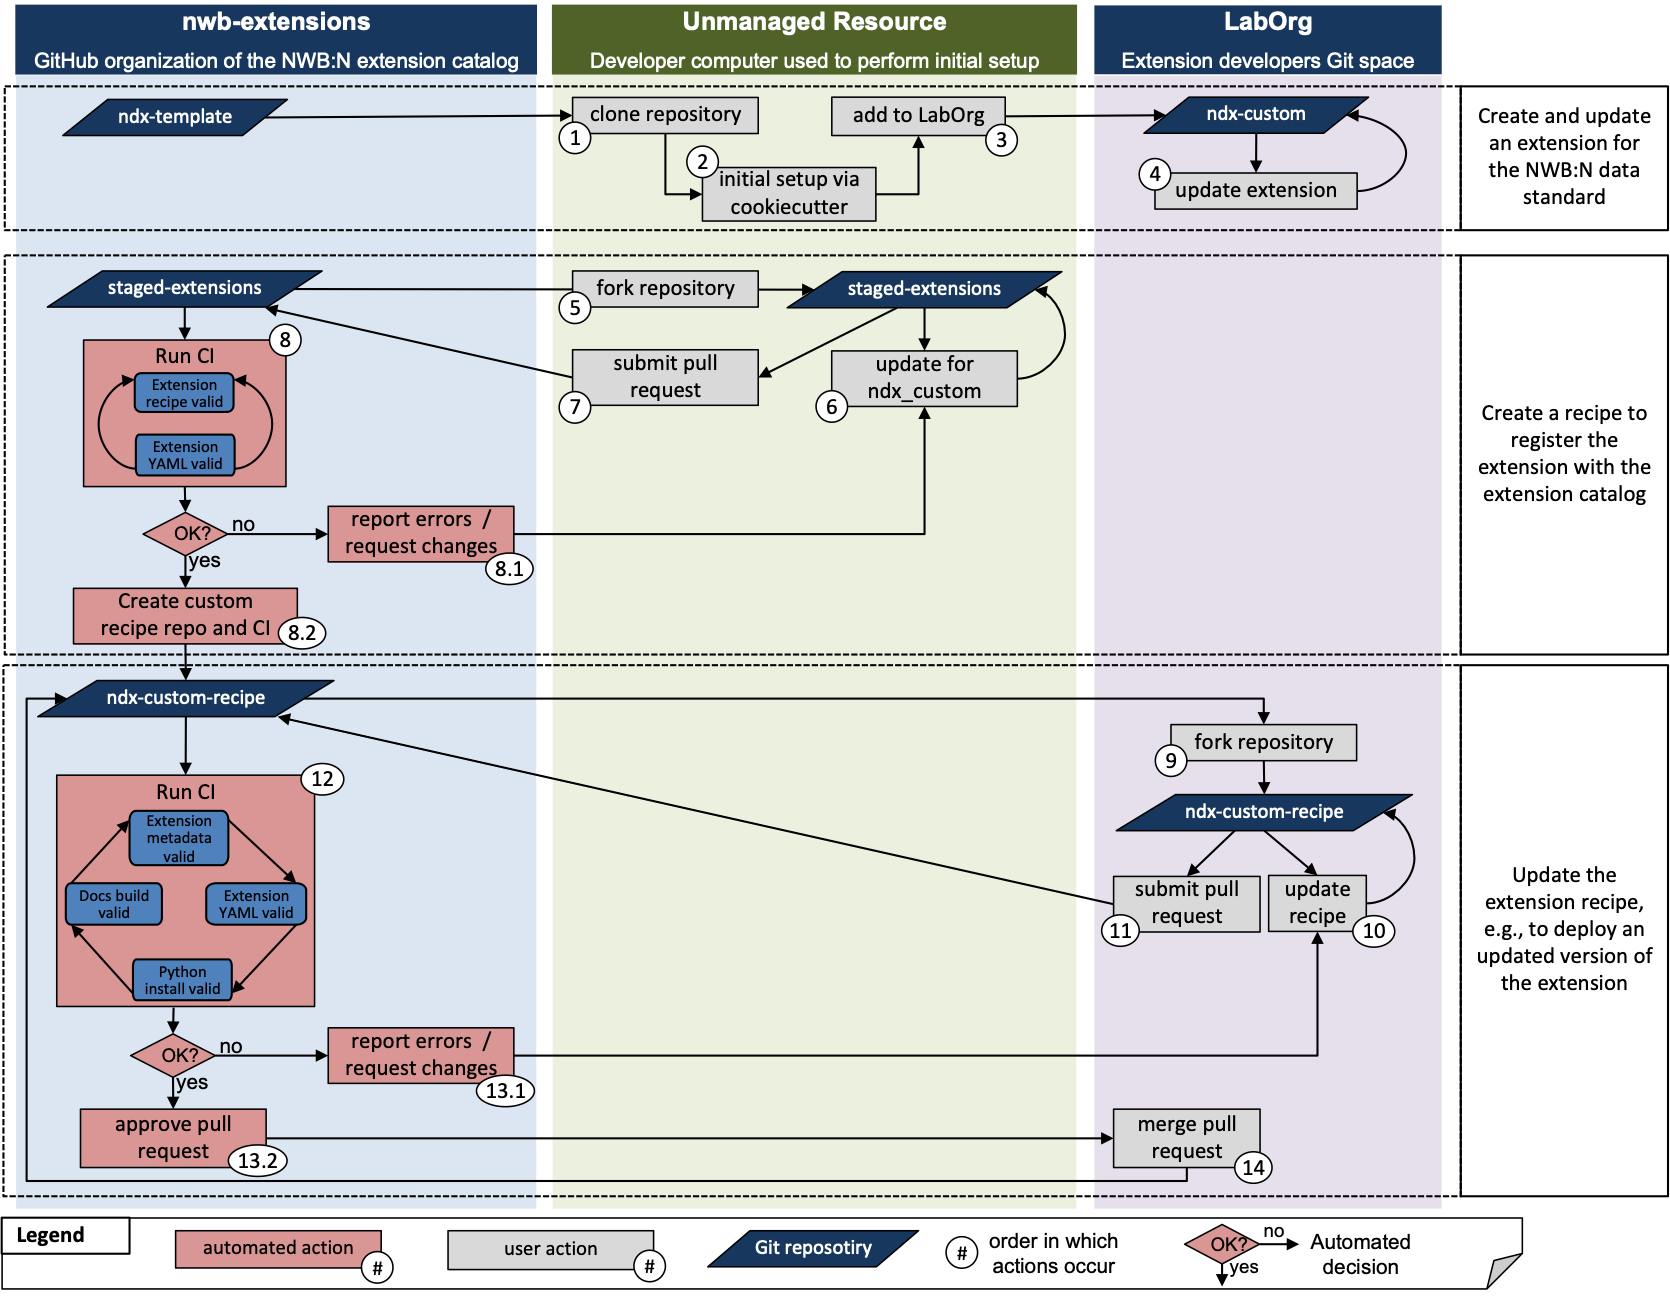 nwb-extensions
GitHub organization of the NWB:N extension catalog
Unmanaged Resource
Developer computer used to perform initial setup
LabOrg
Extension developers Git space
ndx-template
clone repository
1
2
initial setup via
cookiecutter
add to LabOrg
3
ndx-custom
4
update extension
Create and update
an extension for
the NWB:N data
standard
staged-extensions
fork repository
5
staged-extensions
submit pull
request
7
update for
ndx_custom
6
8
Run CI
Extension
recipe valid
Extension
YAML valid
OK?
no
yes
report errors /
request changes
8.1
Create custom
recipe repo and CI
8.2
Create a recipe to
register the
extension with the
extension catalog
ndx-custom-recipe
fork repository
9
ndx-custom-recipe
submit pull
request
11
update
recipe
10
12
Run CI
Extension
metadata
valid
Docs build
valid
Extension
YAML valid
Python
install valid
OK?
no
yes
report errors /
request changes
13.1
approve pull
request
13.2
merge pull
request
14
Update the
extension recipe,
e.g., to deploy an
updated version of
the extension
Legend
automated action
#
user action
#
Git reposotiry
#
order in which
actions occur
OK?
no
yes
Automated
decision